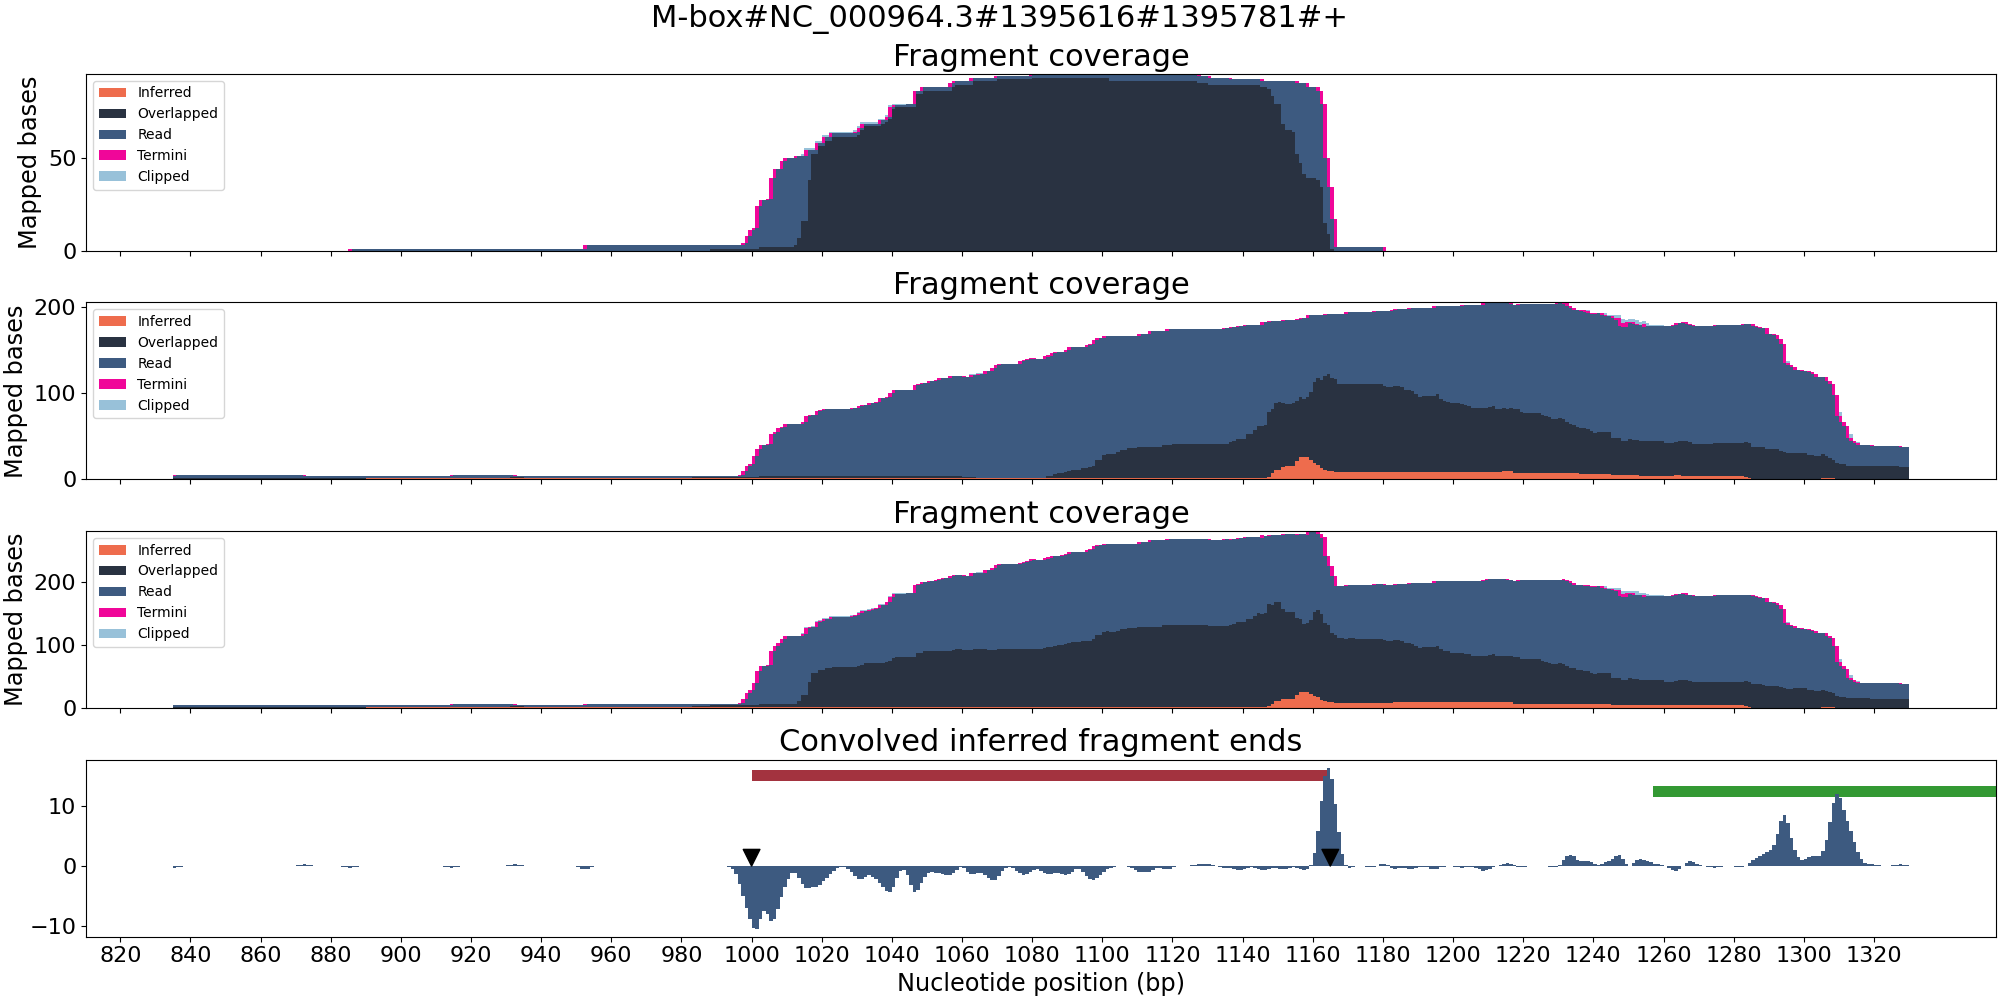 M-box#NC_000964.3#1395616#1395781#+
Fragment coverage
Mapped bases
50
0
Inferred
Overlapped
Read
Termini
Clipped
Fragment coverage
Mapped bases
200
100
0
Inferred
Overlapped
Read
Termini
Clipped
Fragment coverage
Mapped bases
200
100
0
Inferred
Overlapped
Read
Termini
Clipped
Convolved inferred fragment ends
10
0
−10
820 840 860 880 900 920 940 960 980 1000 1020 1040 1060 1080 1100 1120 1140 1160 1180 1200 1220 1240 1260 1280 1300 1320
Nucleotide position (bp)